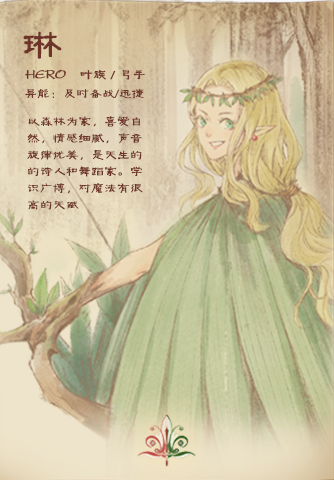 琳
HERO 叶族 / 弓手
异能：及时备战/迅捷
以森林为家，喜爱自
然，情感细腻，声音
旋律优美，是天生的
的诗人和舞蹈家。学
识广博，对魔法有很
高的天赋